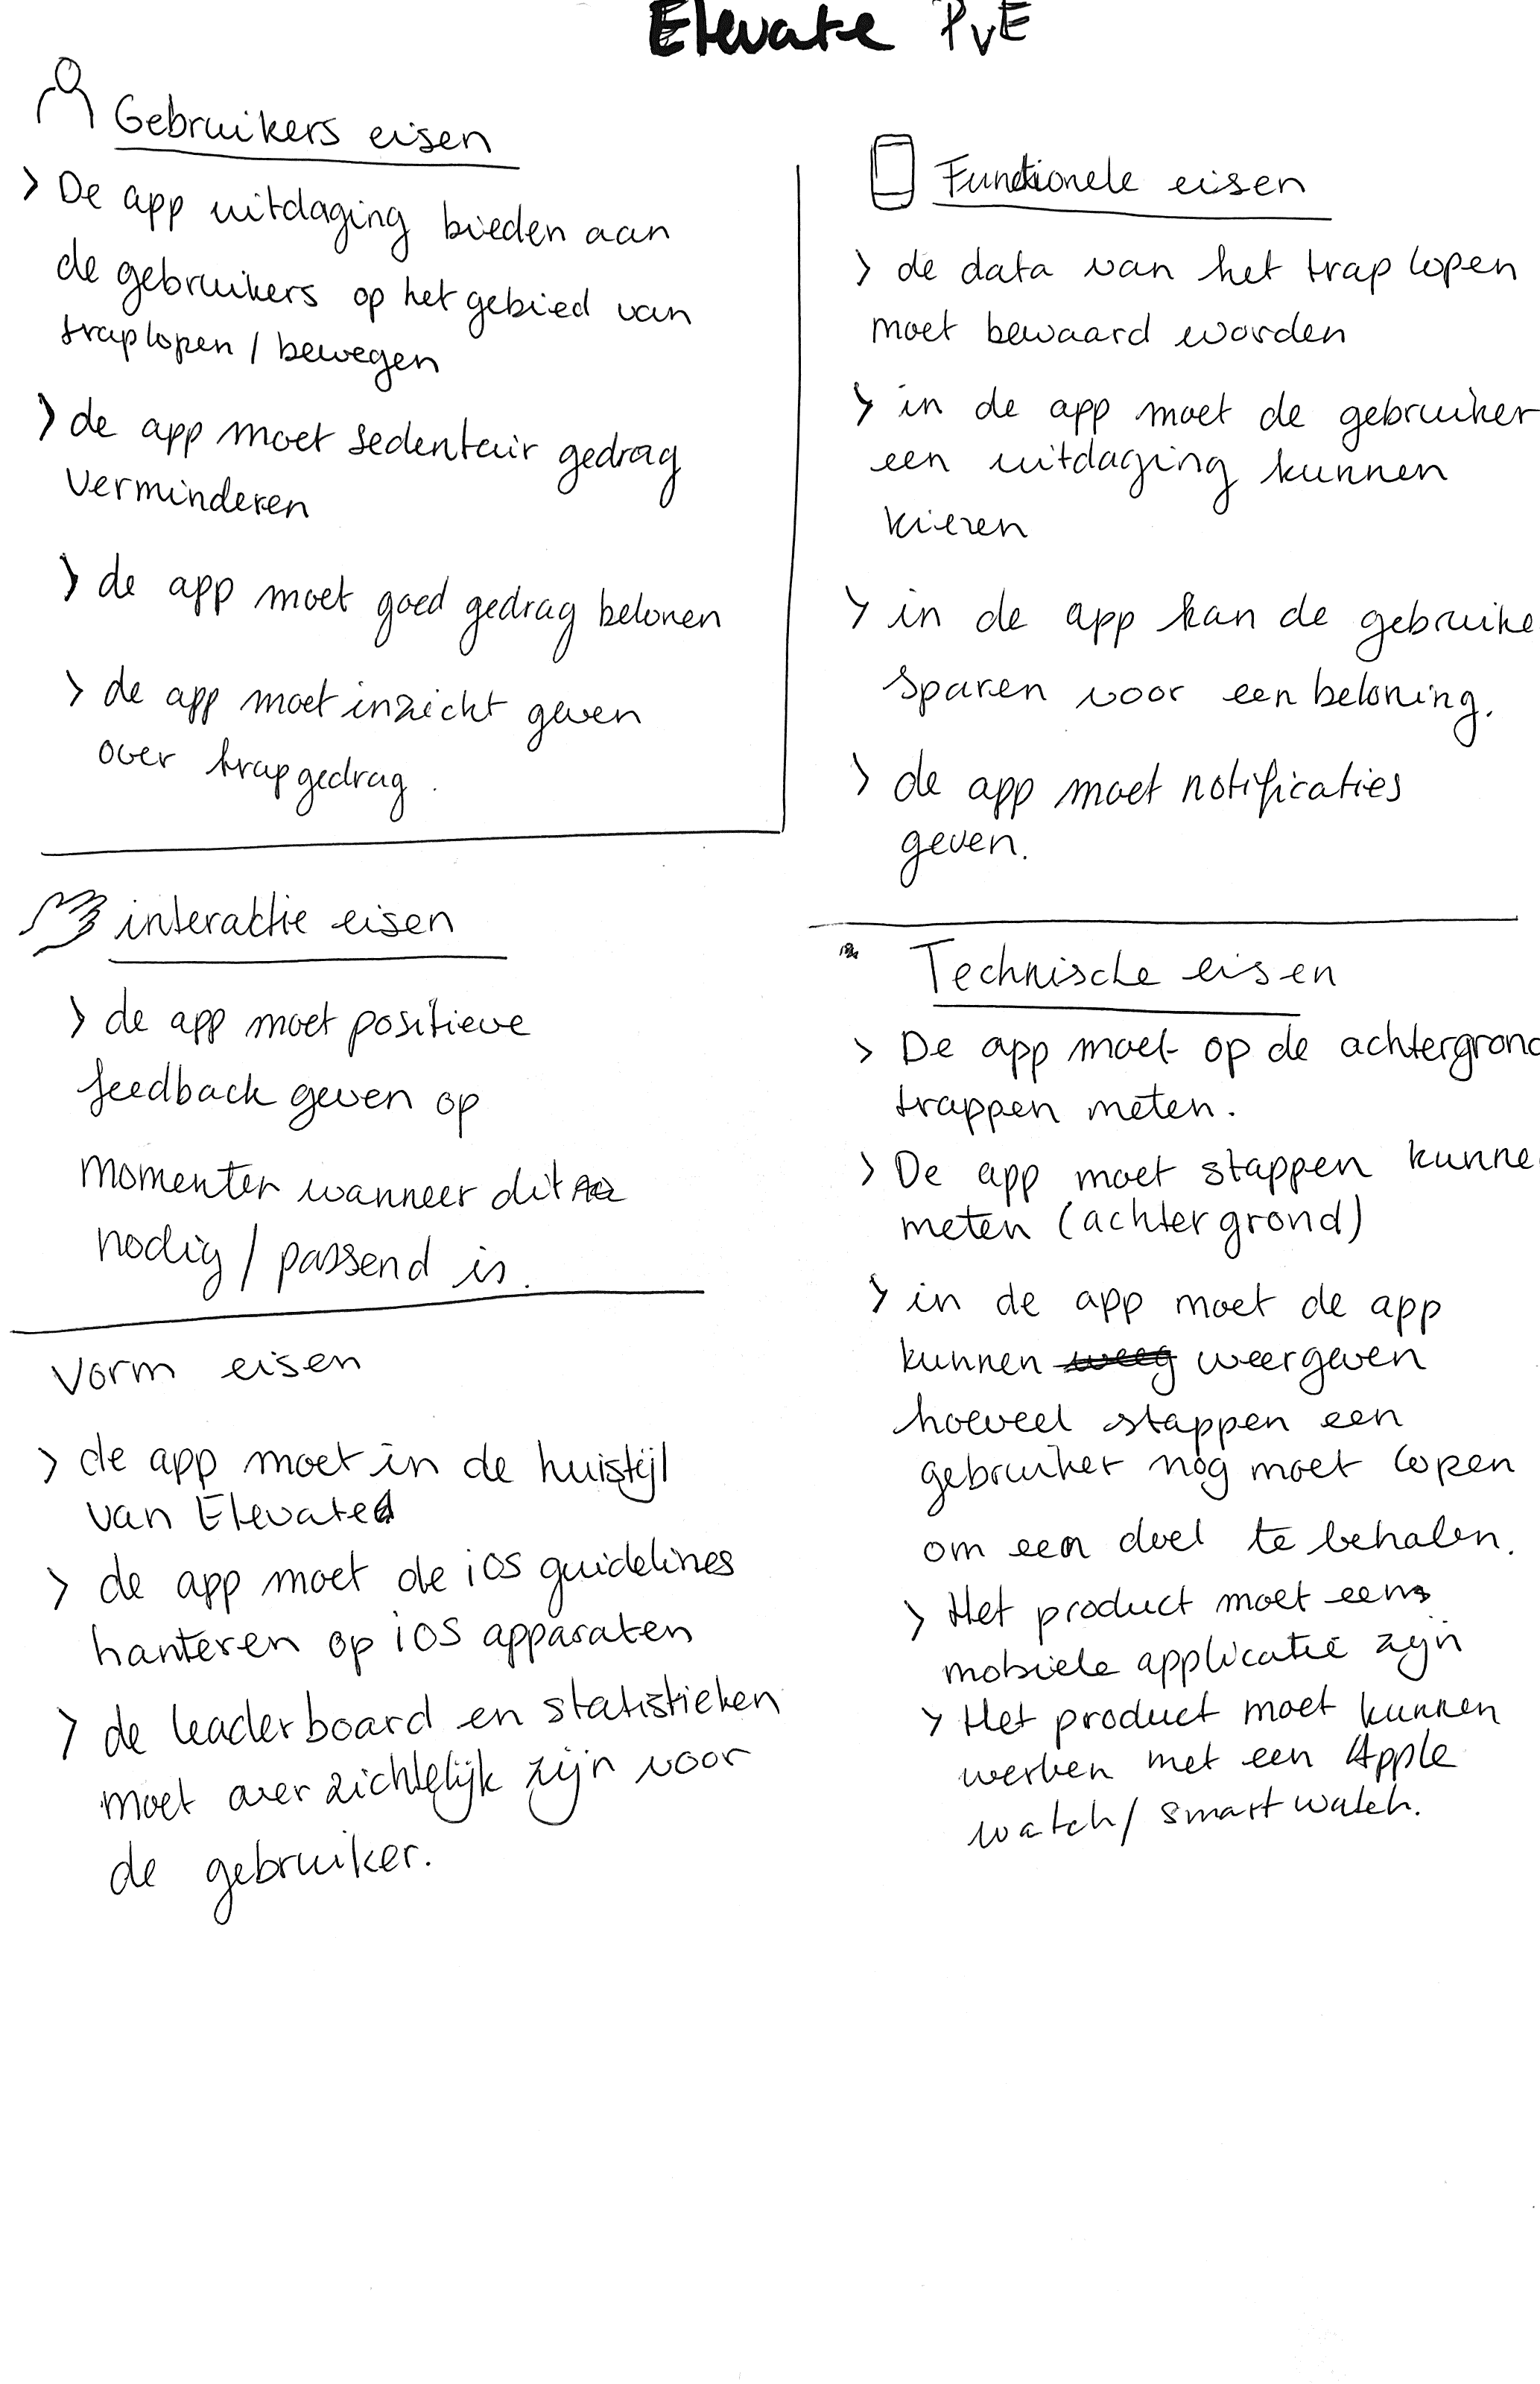 Elevate PvE
Gebruikers eisen
> De app uitdaging bieden aan
de gebruikers op het gebied van
traplopen / bewegen
> de app moet sedentair gedrag
verminderen
> de app moet goed gedrag belonen
> de app moet inzicht geven
over trapgedrag.
interactie eisen
> de app moet positieve
feedback geven op
momenten wanneer dit
nodig / passend is.
Vorm eisen
> de app moet in de huistijl
van Elevated
> de app moet de iOS guidelines
hanteren op iOS apparaten
> de leaderboard en statistieken
moet overzichtelijk zijn voor
de gebruiker.
Functionele eisen
> de data van het trap lopen
moet bewaard worden
> in de app moet de gebruiker
een uitdaging kunnen
kiezen
> in de app kan de gebruike
sparen voor een beloning.
> de app moet notificaties
geven.
Technische eisen
> De app moet op de achtergrond
trappen meten.
> De app moet stappen kunne
meten (achtergrond)
> in de app moet de app
kunnen weergeven
hoeveel stappen een
gebruiker nog moet lopen
om een doel te behalen.
> Het product moet een
mobiele applicatie zijn
> Het product moet kunnen
werken met een Apple
watch / smartwatch.